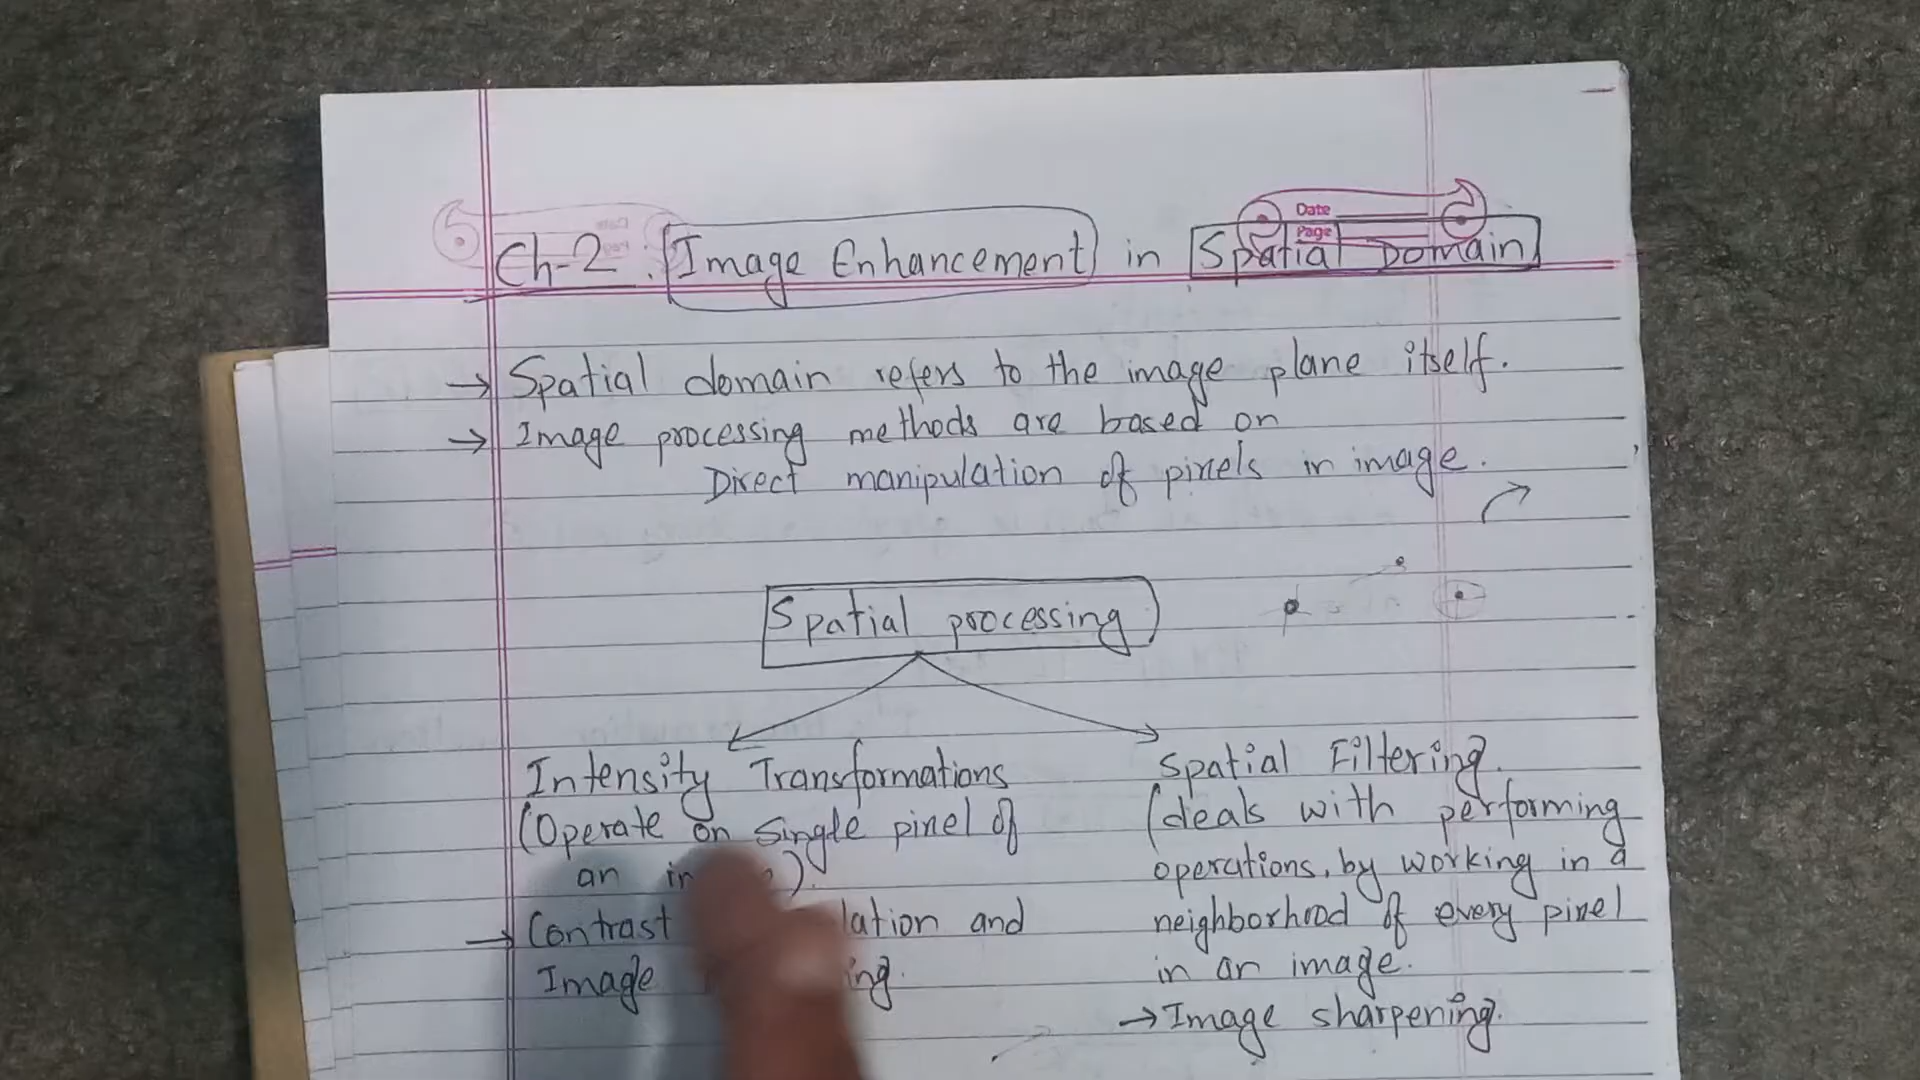 Date
Page
Ch-2. Image Enhancement in Spatial Domain
→ Spatial domain refers to the image plane itself.
→ Image processing methods are based on
Direct manipulation of pixels in image.
Spatial processing
Intensity Transformations
(Operate on single pixel of
an
→ Contrast and
Image
Spatial Filtering.
(deals with performing
operations, by working in a
neighborhood of every pixel
in an image.
→ Image sharpening.